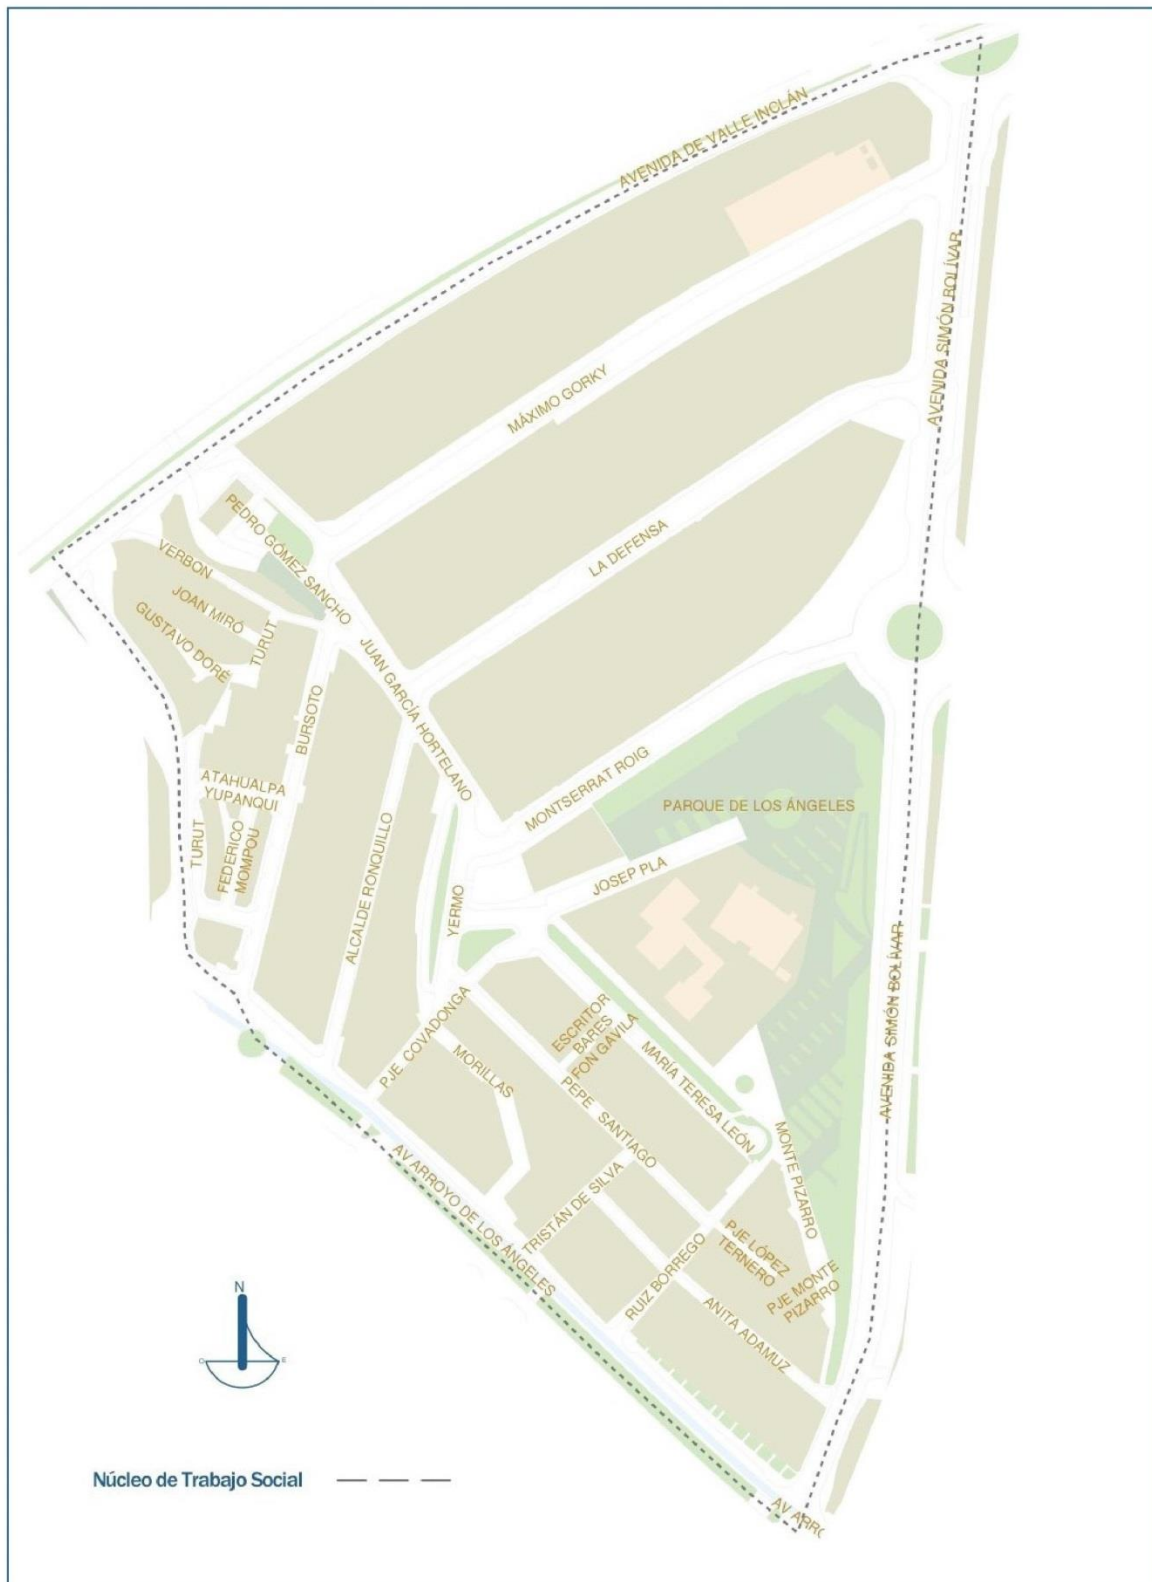 AVENIDA DE VALLE INCLÁN
AVENIDA SIMÓN BOLÍVAR
MÁXIMO GORKY
PEDRO GÓMEZ SANCHO
LA DEFENSA
VERBON
JOAN MIRÓ
GUSTAVO DORÉ
TURUT
JUAN GARCÍA HORTELANO
BURSOTO
MONTSERRAT ROIG
ATAHUALPA
YUPANQUI
PARQUE DE LOS ÁNGELES
TURUT
FEDERICO
MOMPOU
ALCALDE RONQUILLO
JOSEP PLA
YERMO
AVENIDA SIMÓN BOLÍVAR
PJE. COVADONGA
ESCRITOR
BARES
FON GAVILA
MORILLAS
MARÍA TERESA LEÓN
PEPE SANTIAGO
MONTE PIZARRO
AV ARROYO DE LOS ÁNGELES
TRISTÁN DE SILVA
RUIZ BORREGO
PJE LÓPEZ
TERNERO
PJE MONTE
PIZARRO
ANITA ADAMUZ
N
O
E
Núcleo de Trabajo Social
AV ARRO